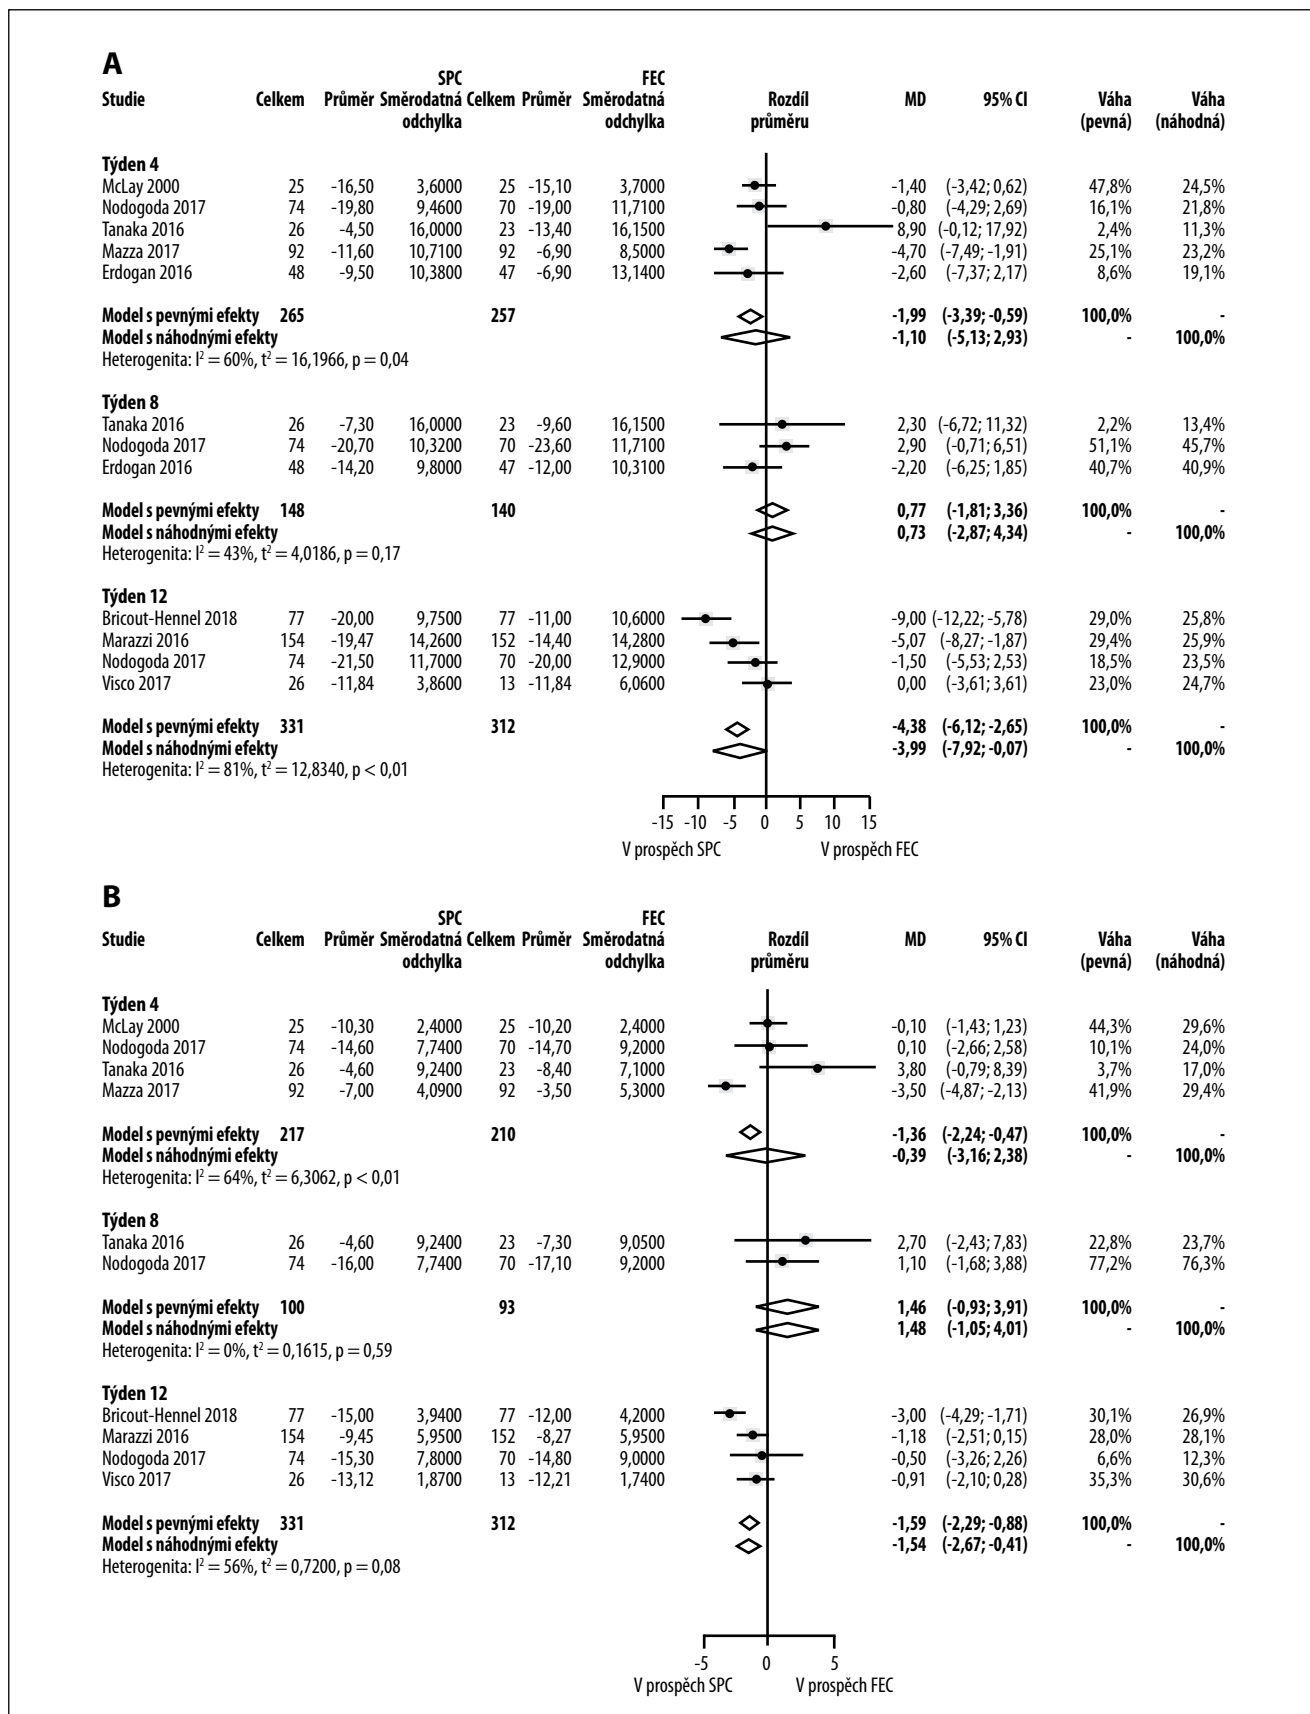 A
SPC FEC
Studie Celkem Průměr Směrodatná Celkem Průměr Směrodatná Rozdíl MD 95% CI Váha Váha
odchylka odchylka průměru (pevná) (náhodná)
Týden 4
McLay 2000 25 -16,50 3,6000 25 -15,10 3,7000 -1,40 (-3,42; 0,62) 47,8% 24,5%
Nodogoda 2017 74 -19,80 9,4600 70 -19,00 11,7100 -0,80 (-4,29; 2,69) 16,1% 21,8%
Tanaka 2016 26 -4,50 16,0000 23 -13,40 16,1500 8,90 (-0,12; 17,92) 2,4% 11,3%
Mazza 2017 92 -11,60 10,7100 92 -6,90 8,5000 -4,70 (-7,49; -1,91) 25,1% 23,2%
Erdogan 2016 48 -9,50 10,3800 47 -6,90 13,1400 -2,60 (-7,37; 2,17) 8,6% 19,1%
Model s pevnými efekty 265 257 -1,99 (-3,39; -0,59) 100,0% -
Model s náhodnými efekty -1,10 (-5,13; 2,93) - 100,0%
Heterogenita: I² = 60%, t² = 16,1966, p = 0,04
Týden 8
Tanaka 2016 26 -7,30 16,0000 23 -9,60 16,1500 2,30 (-6,72; 11,32) 2,2% 13,4%
Nodogoda 2017 74 -20,70 10,3200 70 -23,60 11,7100 2,90 (-0,71; 6,51) 51,1% 45,7%
Erdogan 2016 48 -14,20 9,8000 47 -12,00 10,3100 -2,20 (-6,25; 1,85) 40,7% 40,9%
Model s pevnými efekty 148 140 0,77 (-1,81; 3,36) 100,0% -
Model s náhodnými efekty 0,73 (-2,87; 4,34) - 100,0%
Heterogenita: I² = 43%, t² = 4,0186, p = 0,17
Týden 12
Bricout-Hennel 2018 77 -20,00 9,7500 77 -11,00 10,6000 -9,00 (-12,22; -5,78) 29,0% 25,8%
Marazzi 2016 154 -19,47 14,2600 152 -14,40 14,2800 -5,07 (-8,27; -1,87) 29,4% 25,9%
Nodogoda 2017 74 -21,50 11,7000 70 -20,00 12,9000 -1,50 (-5,53; 2,53) 18,5% 23,5%
Visco 2017 26 -11,84 3,8600 13 -11,84 6,0600 0,00 (-3,61; 3,61) 23,0% 24,7%
Model s pevnými efekty 331 312 -4,38 (-6,12; -2,65) 100,0% -
Model s náhodnými efekty -3,99 (-7,92; -0,07) - 100,0%
Heterogenita: I² = 81%, t² = 12,8340, p < 0,01
-15 -10 -5 0 5 10 15
V prospěch SPC V prospěch FEC
B
SPC FEC
Studie Celkem Průměr Směrodatná Celkem Průměr Směrodatná Rozdíl MD 95% CI Váha Váha
odchylka odchylka průměru (pevná) (náhodná)
Týden 4
McLay 2000 25 -10,30 2,4000 25 -10,20 2,4000 -0,10 (-1,43; 1,23) 44,3% 29,6%
Nodogoda 2017 74 -14,60 7,7400 70 -14,70 9,2000 0,10 (-2,66; 2,58) 10,1% 24,0%
Tanaka 2016 26 -4,60 9,2400 23 -8,40 7,1000 3,80 (-0,79; 8,39) 3,7% 17,0%
Mazza 2017 92 -7,00 4,0900 92 -3,50 5,3000 -3,50 (-4,87; -2,13) 41,9% 29,4%
Model s pevnými efekty 217 210 -1,36 (-2,24; -0,47) 100,0% -
Model s náhodnými efekty -0,39 (-3,16; 2,38) - 100,0%
Heterogenita: I² = 64%, t² = 6,3062, p < 0,01
Týden 8
Tanaka 2016 26 -4,60 9,2400 23 -7,30 9,0500 2,70 (-2,43; 7,83) 22,8% 23,7%
Nodogoda 2017 74 -16,00 7,7400 70 -17,10 9,2000 1,10 (-1,68; 3,88) 77,2% 76,3%
Model s pevnými efekty 100 93 1,46 (-0,93; 3,91) 100,0% -
Model s náhodnými efekty 1,48 (-1,05; 4,01) - 100,0%
Heterogenita: I² = 0%, t² = 0,1615, p = 0,59
Týden 12
Bricout-Hennel 2018 77 -15,00 3,9400 77 -12,00 4,2000 -3,00 (-4,29; -1,71) 30,1% 26,9%
Marazzi 2016 154 -9,45 5,9500 152 -8,27 5,9500 -1,18 (-2,51; 0,15) 28,0% 28,1%
Nodogoda 2017 74 -15,30 7,8000 70 -14,80 9,0000 -0,50 (-3,26; 2,26) 6,6% 12,3%
Visco 2017 26 -13,12 1,8700 13 -12,21 1,7400 -0,91 (-2,10; 0,28) 35,3% 30,6%
Model s pevnými efekty 331 312 -1,59 (-2,29; -0,88) 100,0% -
Model s náhodnými efekty -1,54 (-2,67; -0,41) - 100,0%
Heterogenita: I² = 56%, t² = 0,7200, p = 0,08
-5 0 5
V prospěch SPC V prospěch FEC